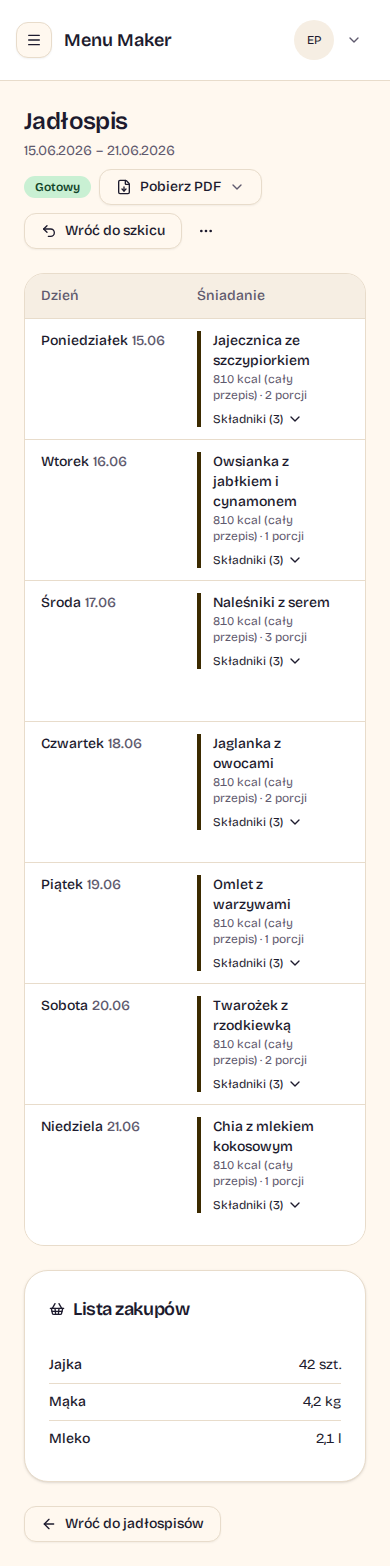 Menu Maker
EP
Jadłospis
15.06.2026 – 21.06.2026
Gotowy
Pobierz PDF
Wróć do szkicu
Dzień Śniadanie
Poniedziałek 15.06
Jajecznica ze
szczypiorkiem
810 kcal (cały
przepis) · 2 porcji
Składniki (3)
Wtorek 16.06
Owsianka z
jabłkiem i
cynamonem
810 kcal (cały
przepis) · 1 porcji
Składniki (3)
Środa 17.06
Naleśniki z serem
810 kcal (cały
przepis) · 3 porcji
Składniki (3)
Czwartek 18.06
Jaglanka z
owocami
810 kcal (cały
przepis) · 2 porcji
Składniki (3)
Piątek 19.06
Omlet z
warzywami
810 kcal (cały
przepis) · 1 porcji
Składniki (3)
Sobota 20.06
Twarożek z
rzodkiewką
810 kcal (cały
przepis) · 2 porcji
Składniki (3)
Niedziela 21.06
Chia z mlekiem
kokosowym
810 kcal (cały
przepis) · 1 porcji
Składniki (3)
Lista zakupów
Jajka 42 szt.
Mąka 4,2 kg
Mleko 2,1 l
Wróć do jadłospisów